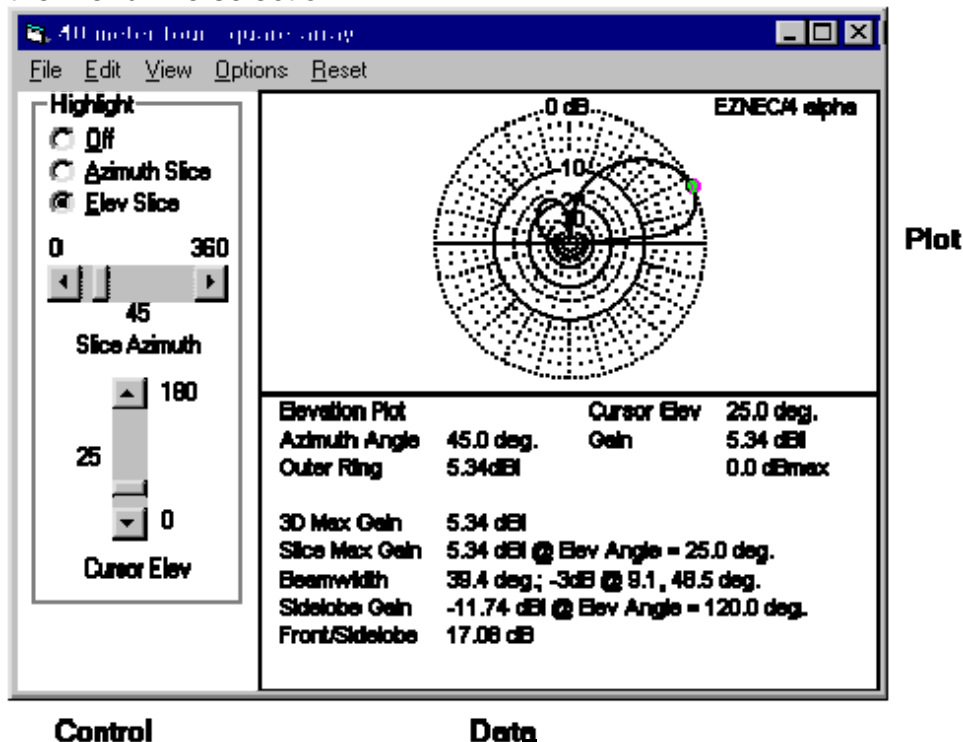 meter four square array
File Edit View Options Reset
Highlight
Off
Azimuth Slice
Elev Slice
0 360
45
Slice Azimuth
180
25
0
Cursor Elev
0 dB EZNEC/4 alpha
10
20
30
Elevation Plot Cursor Elev 25.0 deg.
Azimuth Angle 45.0 deg. Gain 5.34 dBi
Outer Ring 5.34dBi 0.0 dBmax
3D Max Gain 5.34 dBi
Slice Max Gain 5.34 dBi @ Elev Angle = 25.0 deg.
Beamwidth 39.4 deg.; -3dB @ 9.1, 48.5 deg.
Sidelobe Gain -11.74 dBi @ Elev Angle = 120.0 deg.
Front/Sidelobe 17.08 dB
Plot
Control Data